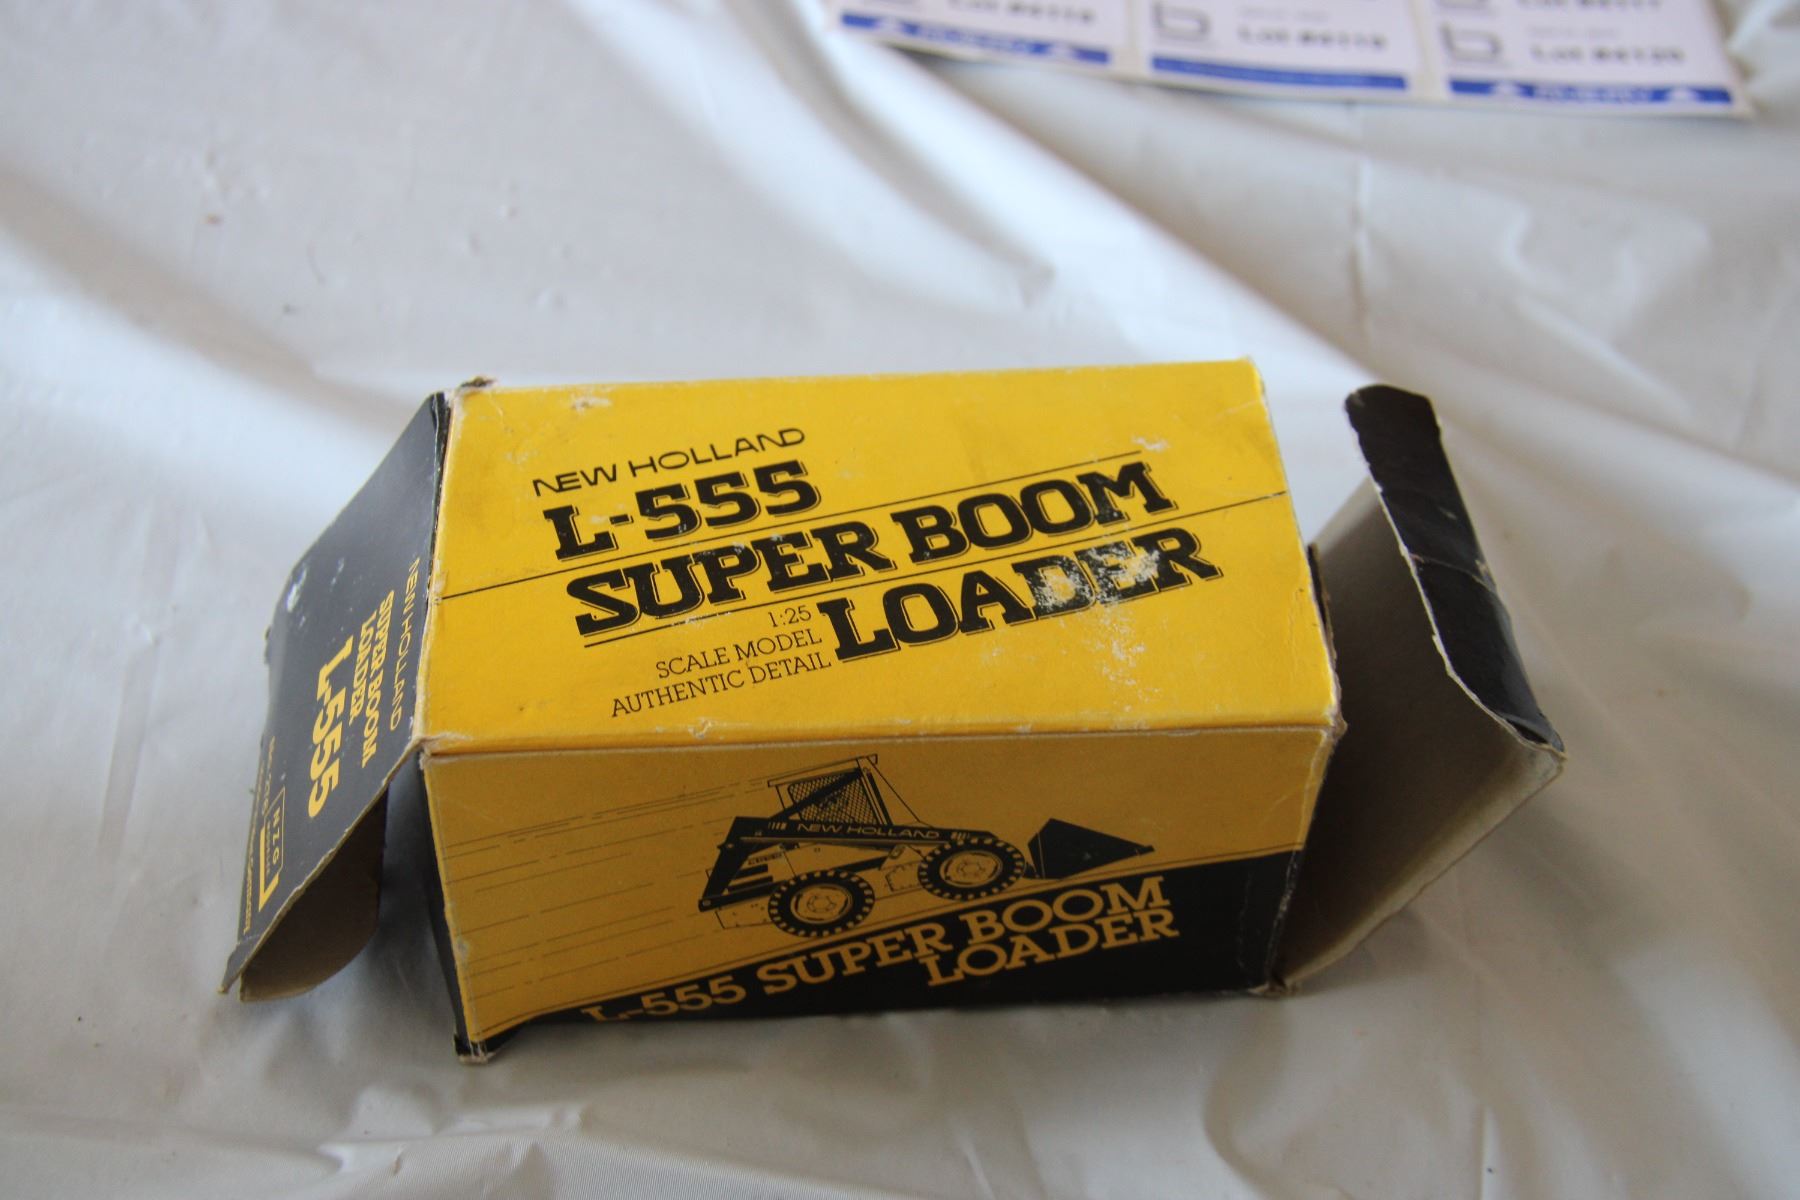 NEW HOLLAND
L-555
SUPER BOOM
LOADER
1:25
SCALE MODEL
AUTHENTIC DETAIL
NEW HOLLAND
L-555 SUPER BOOM
LOADER
NEW HOLLAND
SUPER BOOM
LOADER
L-555
NZG